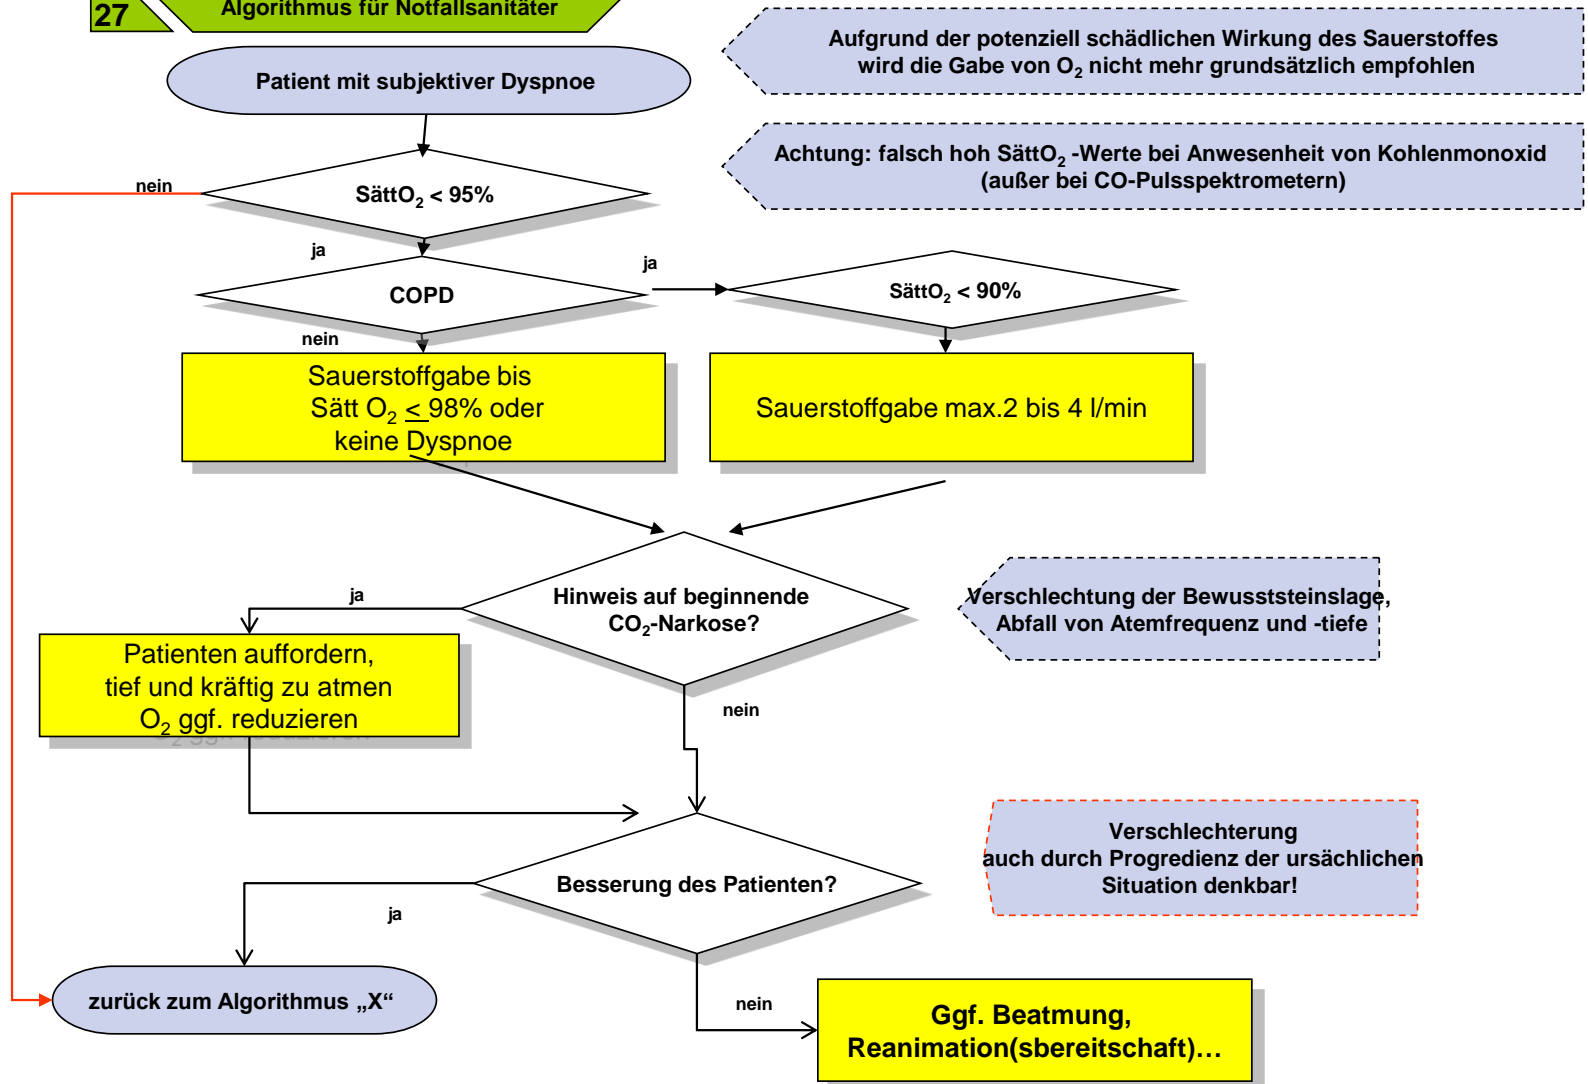 27
Algorithmus für Notfallsanitäter
Aufgrund der potenziell schädlichen Wirkung des Sauerstoffes
wird die Gabe von O₂ nicht mehr grundsätzlich empfohlen
Patient mit subjektiver Dyspnoe
Achtung: falsch hoh SättO₂ -Werte bei Anwesenheit von Kohlenmonoxid
(außer bei CO-Pulsspektrometern)
nein
SättO₂ < 95%
ja
ja
COPD
SättO₂ < 90%
nein
Sauerstoffgabe bis
Sätt O₂ < 98% oder
keine Dyspnoe
Sauerstoffgabe max.2 bis 4 l/min
Hinweis auf beginnende
CO₂-Narkose?
ja
Verschlechtung der Bewusststeinslage,
Abfall von Atemfrequenz und -tiefe
Patienten auffordern,
tief und kräftig zu atmen
O₂ ggf. reduzieren
nein
Verschlechterung
auch durch Progredienz der ursächlichen
Situation denkbar!
Besserung des Patienten?
ja
zurück zum Algorithmus „X“
nein
Ggf. Beatmung,
Reanimation(sbereitschaft)…